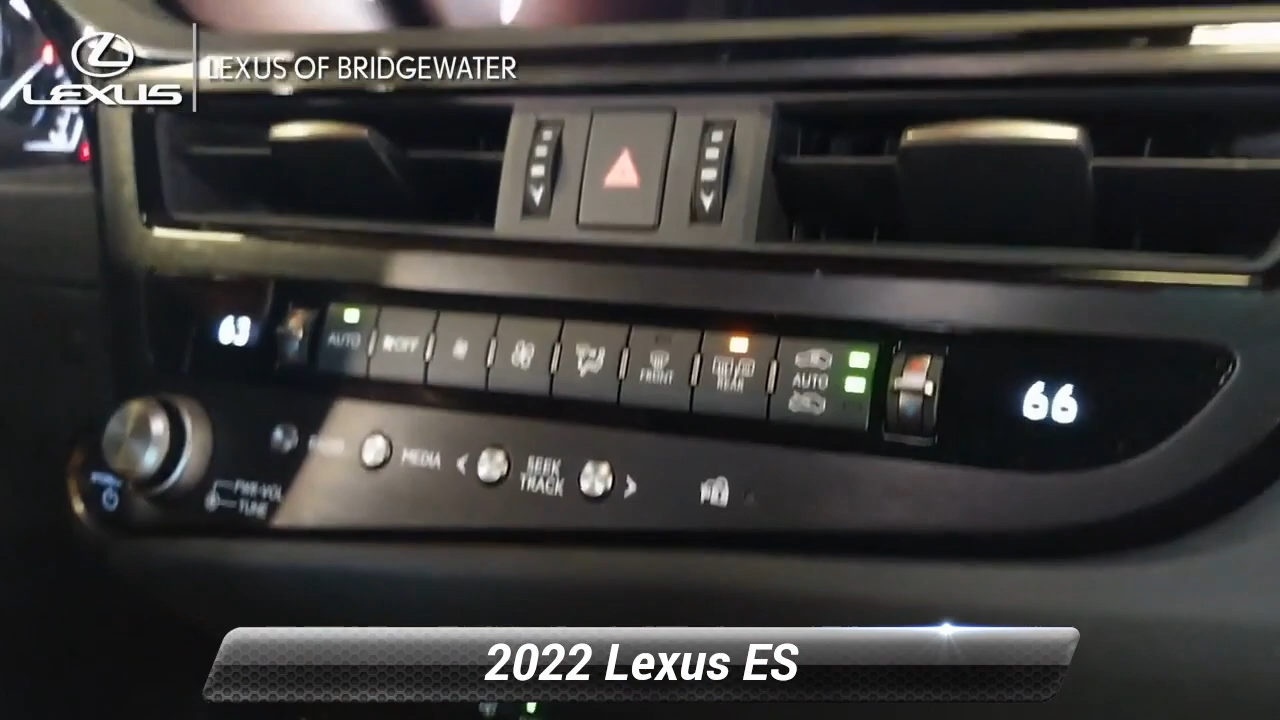 LEXUS
LEXUS OF BRIDGEWATER
63
AUTO
OFF
FRONT
REAR
AUTO
66
MEDIA
<
SEEK
TRACK
>
PWR·VOL
TUNE
2022 Lexus ES